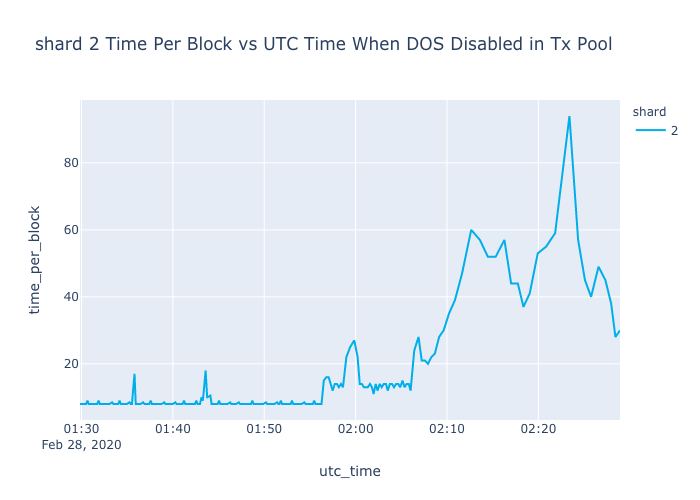 shard 2 Time Per Block vs UTC Time When DOS Disabled in Tx Pool
shard
2
80
60
40
20
time_per_block
01:30 01:40 01:50 02:00 02:10 02:20
Feb 28, 2020
utc_time